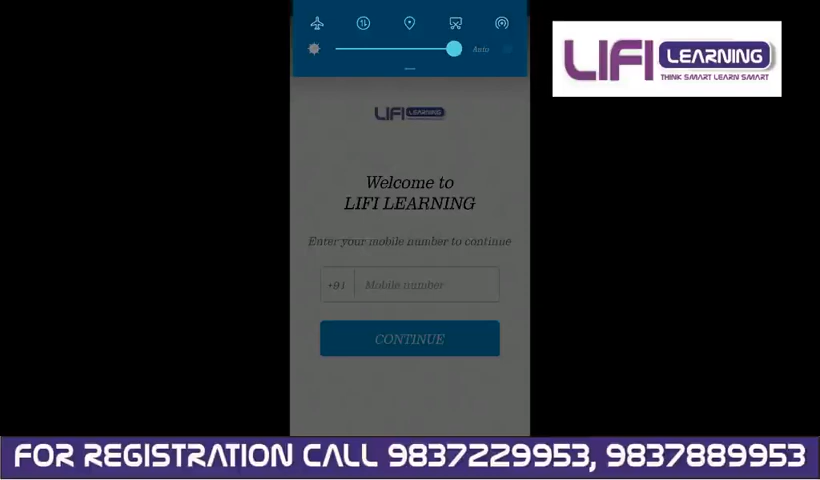 Auto
LIFI LEARNING
THINK SMART LEARN SMART
LIFI LEARNING
Welcome to
LIFI LEARNING
Enter your mobile number to continue
+91 Mobile number
CONTINUE
FOR REGISTRATION CALL 9837229953, 9837889953